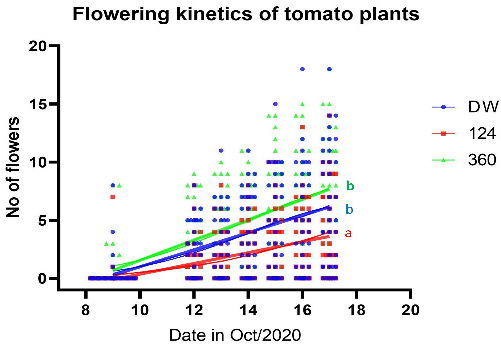 Flowering kinetics of tomato plants
No of flowers
20
15
10
5
0
8 10 12 14 16 18 20
Date in Oct/2020
b
b
a
DW
124
360